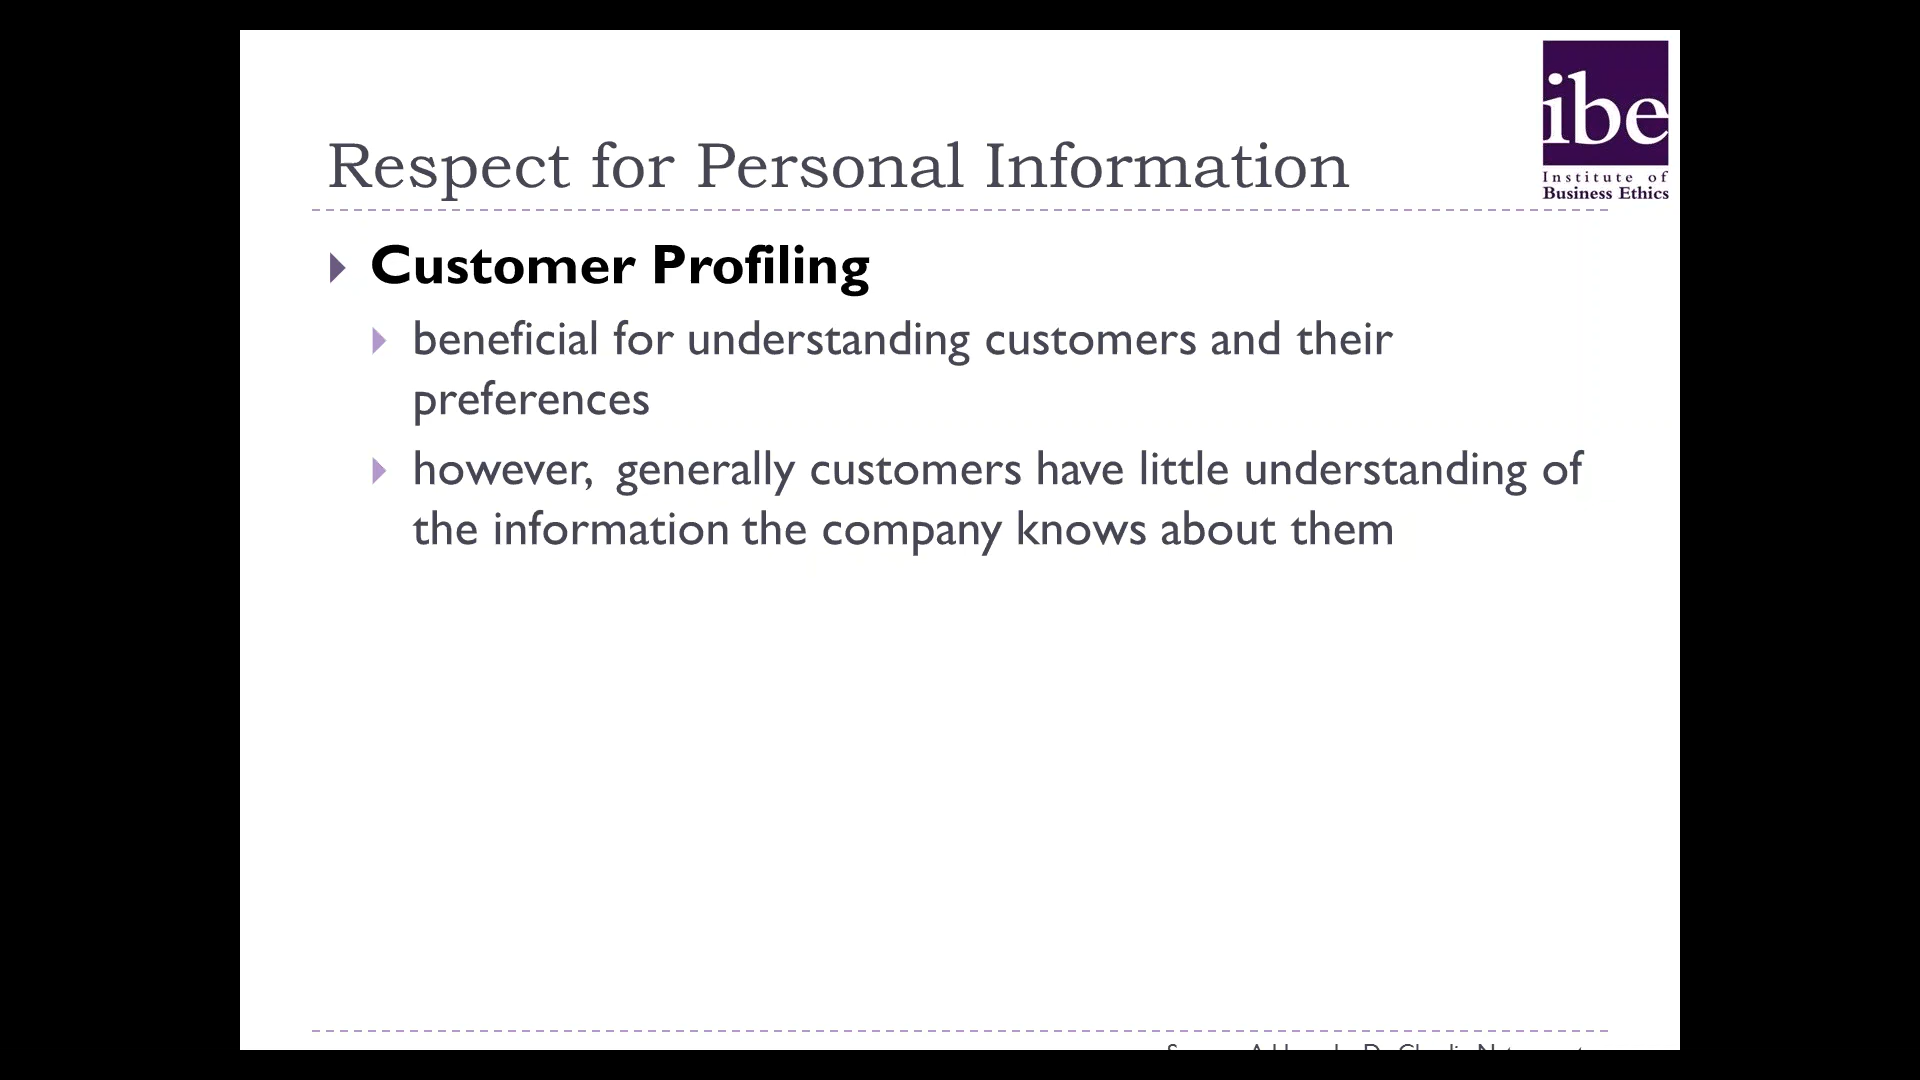 ibe
Institute of
Business Ethics
Respect for Personal Information
Customer Profiling
beneficial for understanding customers and their
preferences
however, generally customers have little understanding of
the information the company knows about them